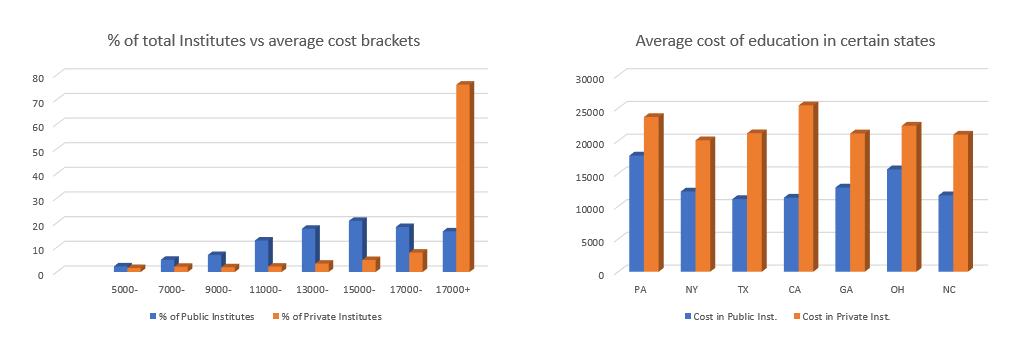 % of total Institutes vs average cost brackets
80
70
60
50
40
30
20
10
0
5000- 7000- 9000- 11000- 13000- 15000- 17000- 17000+
% of Public Institutes % of Private Institutes
Average cost of education in certain states
30000
25000
20000
15000
10000
5000
0
PA NY TX CA GA OH NC
Cost in Public Inst. Cost in Private Inst.